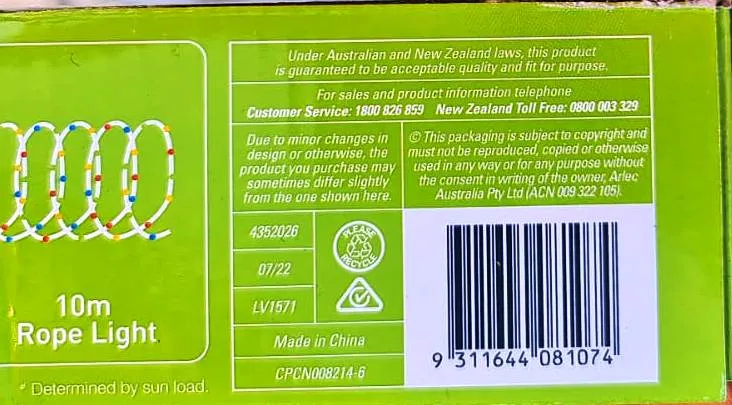 Under Australian and New Zealand laws, this product
is guaranteed to be acceptable quality and fit for purpose.
For sales and product information telephone
Customer Service: 1800 826 859 New Zealand Toll Free: 0800 003 329
Due to minor changes in
design or otherwise, the
product you purchase may
sometimes differ slightly
from the one shown here.
© This packaging is subject to copyright and
must not be reproduced, copied or otherwise
used in any way or for any purpose without
the consent in writing of the owner, Arlec
Australia Pty Ltd (ACN 009 322 105).
4352026
07/22
LV1571
PLEASE
RECYCLE
Made in China
CPCN008214-6
9 311644 081074
10m
Rope Light
* Determined by sun load.